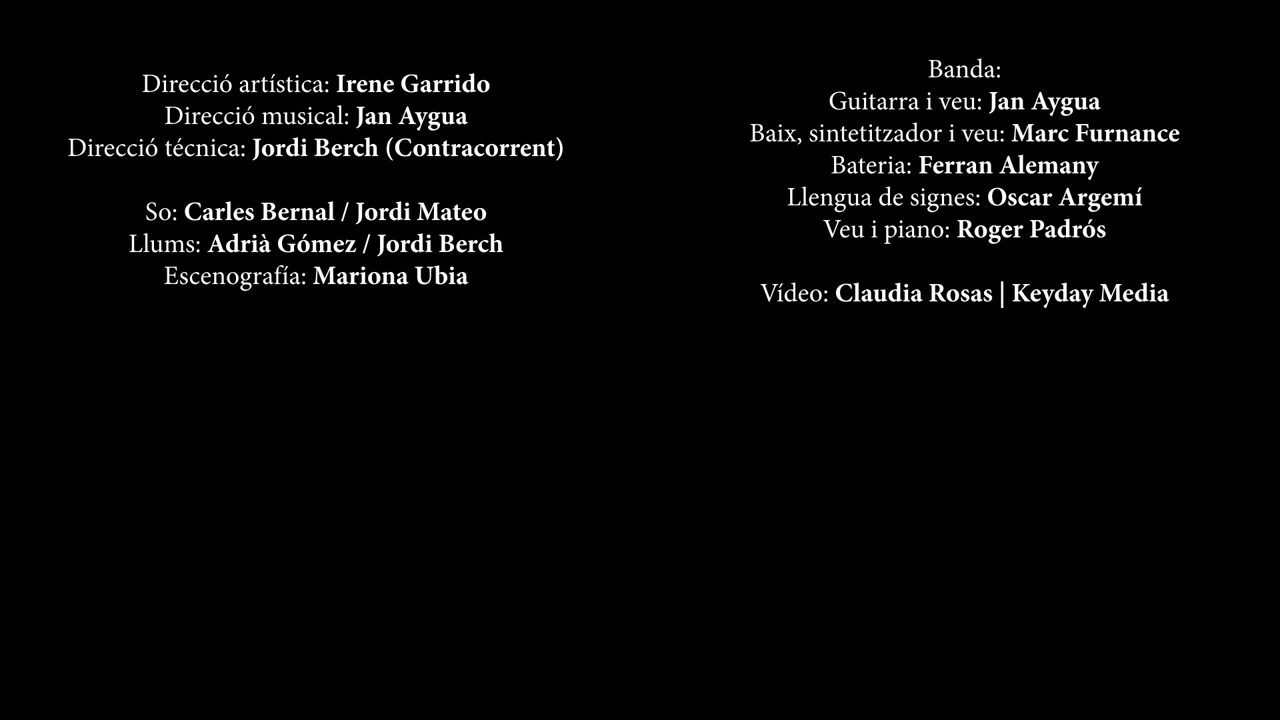 Direcció artística: Irene Garrido
Direcció musical: Jan Aygua
Direcció técnica: Jordi Berch (Contracorrent)
So: Carles Bernal / Jordi Mateo
Llums: Adrià Gómez / Jordi Berch
Escenografía: Mariona Ubia
Banda:
Guitarra i veu: Jan Aygua
Baix, sintetitzador i veu: Marc Furnance
Bateria: Ferran Alemany
Llengua de signes: Oscar Argemí
Veu i piano: Roger Padrós
Vídeo: Claudia Rosas | Keyday Media